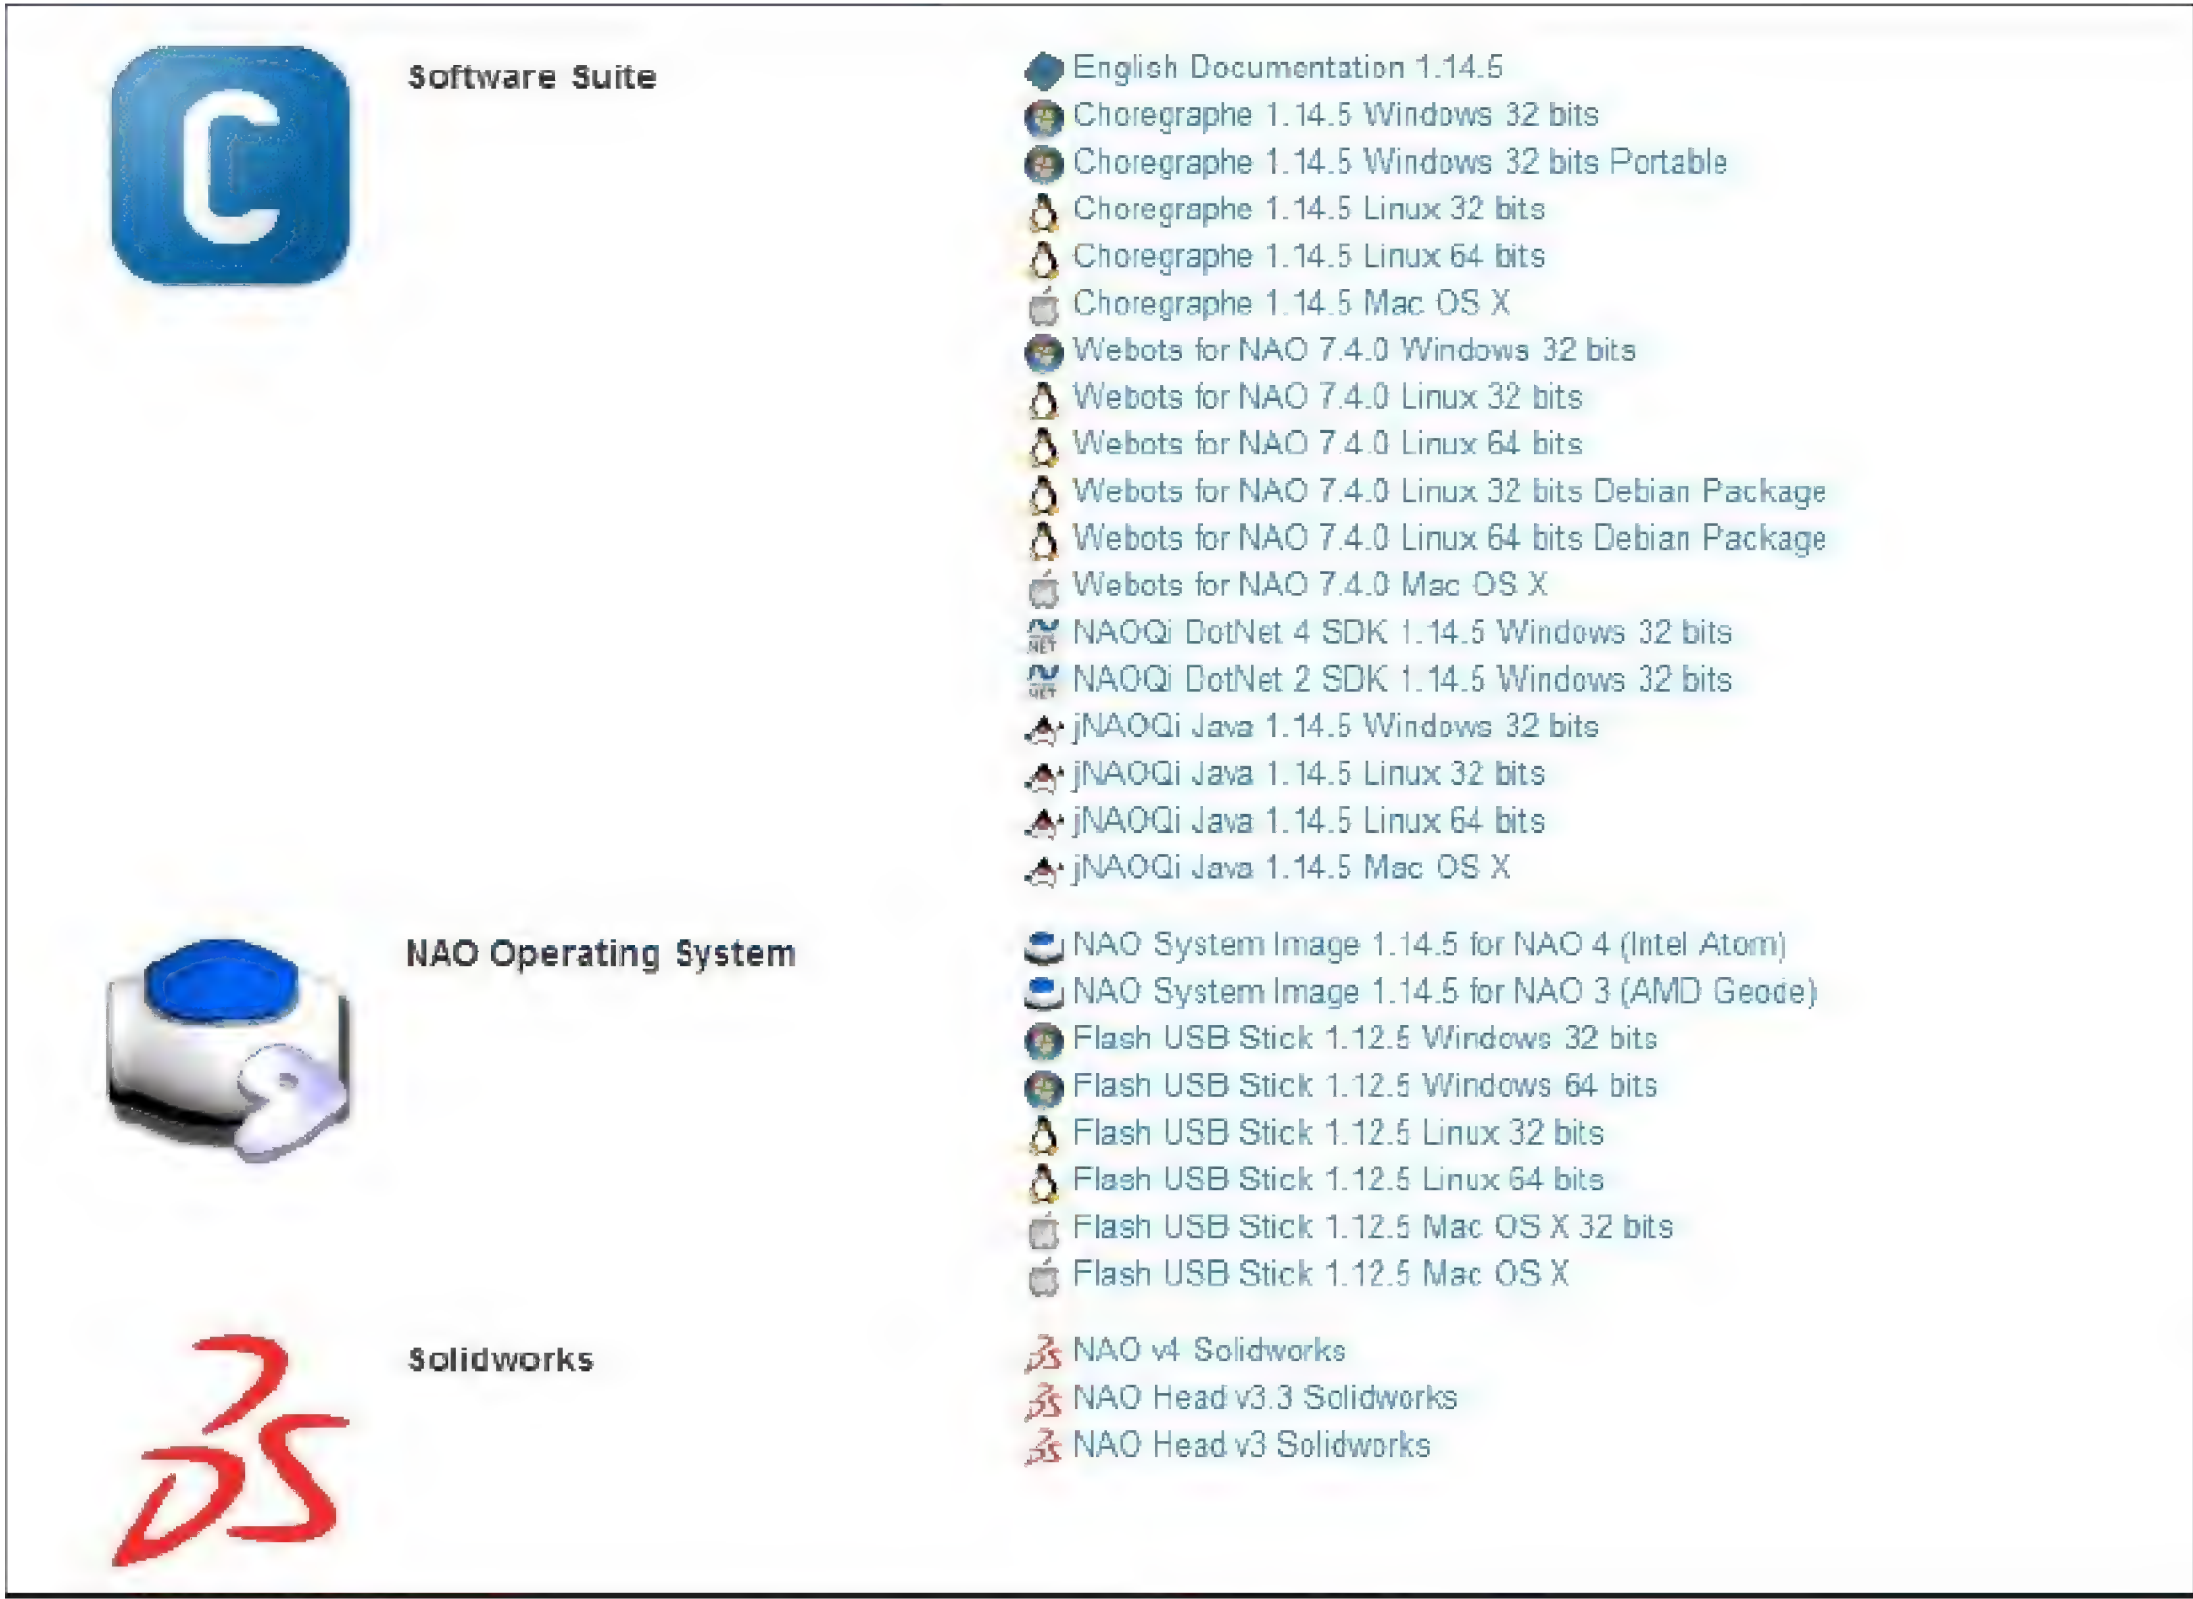 Software Suite
English Documentation 1.14.5
Choregraphe 1.14.5 Windows 32 bits
Choregraphe 1.14.5 Windows 32 bits Portable
Choregraphe 1.14.5 Linux 32 bits
Choregraphe 1.14.5 Linux 64 bits
Choregraphe 1.14.5 Mac OS X
Webots for NAO 7.4.0 Windows 32 bits
Webots for NAO 7.4.0 Linux 32 bits
Webots for NAO 7.4.0 Linux 64 bits
Webots for NAO 7.4.0 Linux 32 bits Debian Package
Webots for NAO 7.4.0 Linux 64 bits Debian Package
Webots for NAO 7.4.0 Mac OS X
NAOQi DotNet 4 SDK 1.14.5 Windows 32 bits
NAOQi DotNet 2 SDK 1.14.5 Windows 32 bits
jNAOQi Java 1.14.5 Windows 32 bits
jNAOQi Java 1.14.5 Linux 32 bits
jNAOQi Java 1.14.5 Linux 64 bits
jNAOQi Java 1.14.5 Mac OS X
NAO Operating System
NAO System Image 1.14.5 for NAO 4 (Intel Atom)
NAO System Image 1.14.5 for NAO 3 (AMD Geode)
Flash USB Stick 1.12.5 Windows 32 bits
Flash USB Stick 1.12.5 Windows 64 bits
Flash USB Stick 1.12.5 Linux 32 bits
Flash USB Stick 1.12.5 Linux 64 bits
Flash USB Stick 1.12.5 Mac OS X 32 bits
Flash USB Stick 1.12.5 Mac OS X
Solidworks
NAO v4 Solidworks
NAO Head v3.3 Solidworks
NAO Head v3 Solidworks